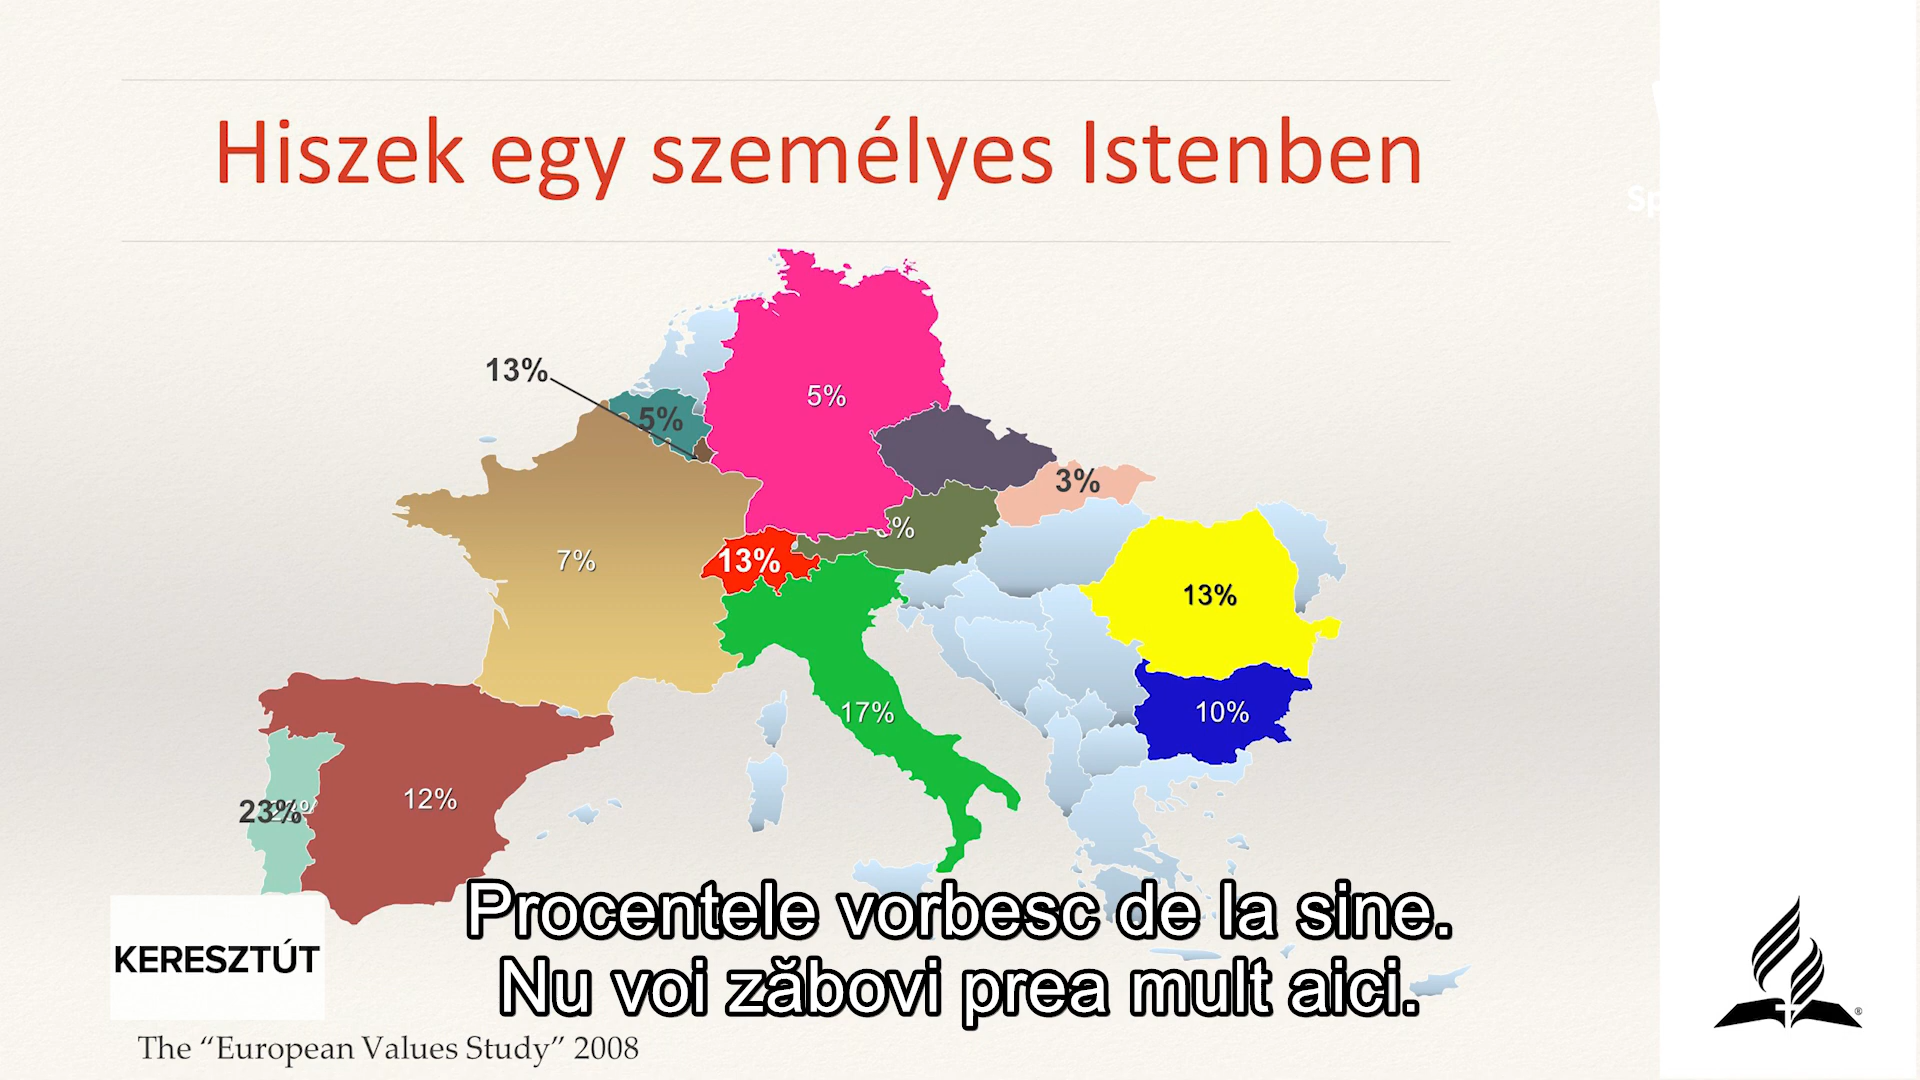 Hiszek egy személyes Istenben
13%
5%
5%
3%
7%
13%
13%
17%
10%
12%
23%
Procentele vorbesc de la sine.
Nu voi zăbovi prea mult aici.
KERESZTÚT
The “European Values Study” 2008